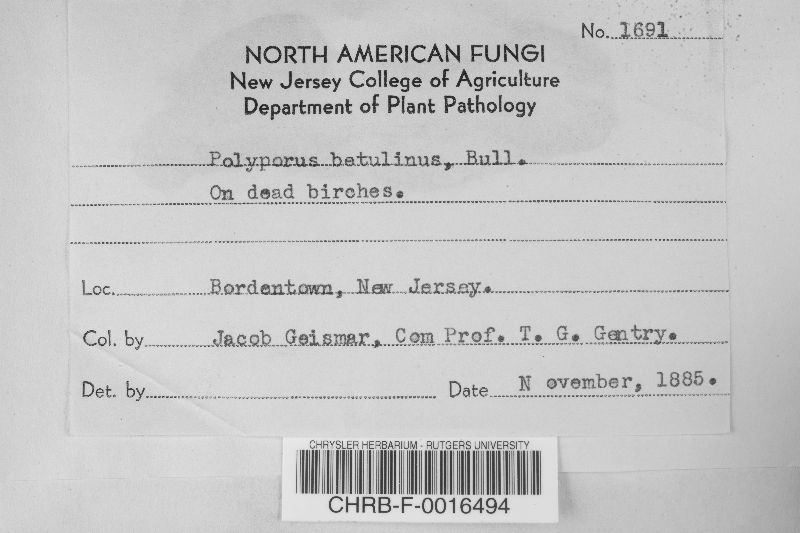 No. 1691
NORTH AMERICAN FUNGI
New Jersey College of Agriculture
Department of Plant Pathology
Polyporus betulinus, Bull.
On dead birches.
Loc. Bordentown, New Jersey.
Col. by Jacob Geismar, Com Prof. T. G. Gentry.
Det. by
Date N ovember, 1885.
CHRYSLER HERBARIUM - RUTGERS UNIVERSITY
CHRB-F-0016494